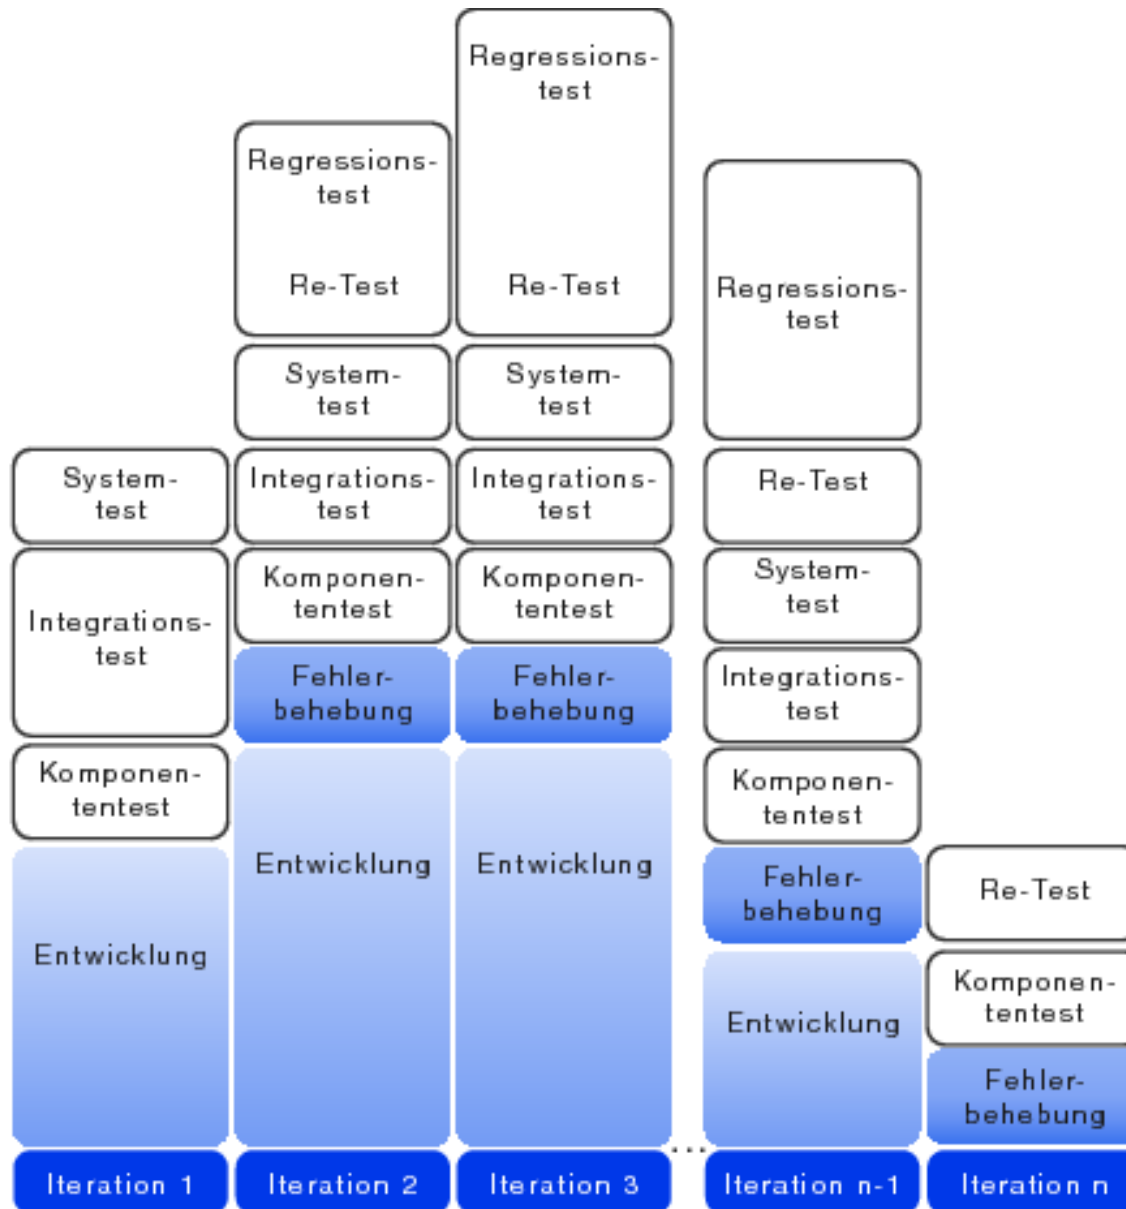 System-
test
Integrations-
test
Komponen-
tentest
Entwicklung
Iteration 1
Regressions-
test
Re-Test
System-
test
Integrations-
test
Komponen-
tentest
Fehler-
behebung
Entwicklung
Iteration 2
Regressions-
test
Re-Test
System-
test
Integrations-
test
Komponen-
tentest
Fehler-
behebung
Entwicklung
Iteration 3
...
Regressions-
test
Re-Test
System-
test
Integrations-
test
Komponen-
tentest
Fehler-
behebung
Entwicklung
Iteration n-1
Re-Test
Komponen-
tentest
Fehler-
behebung
Iteration n